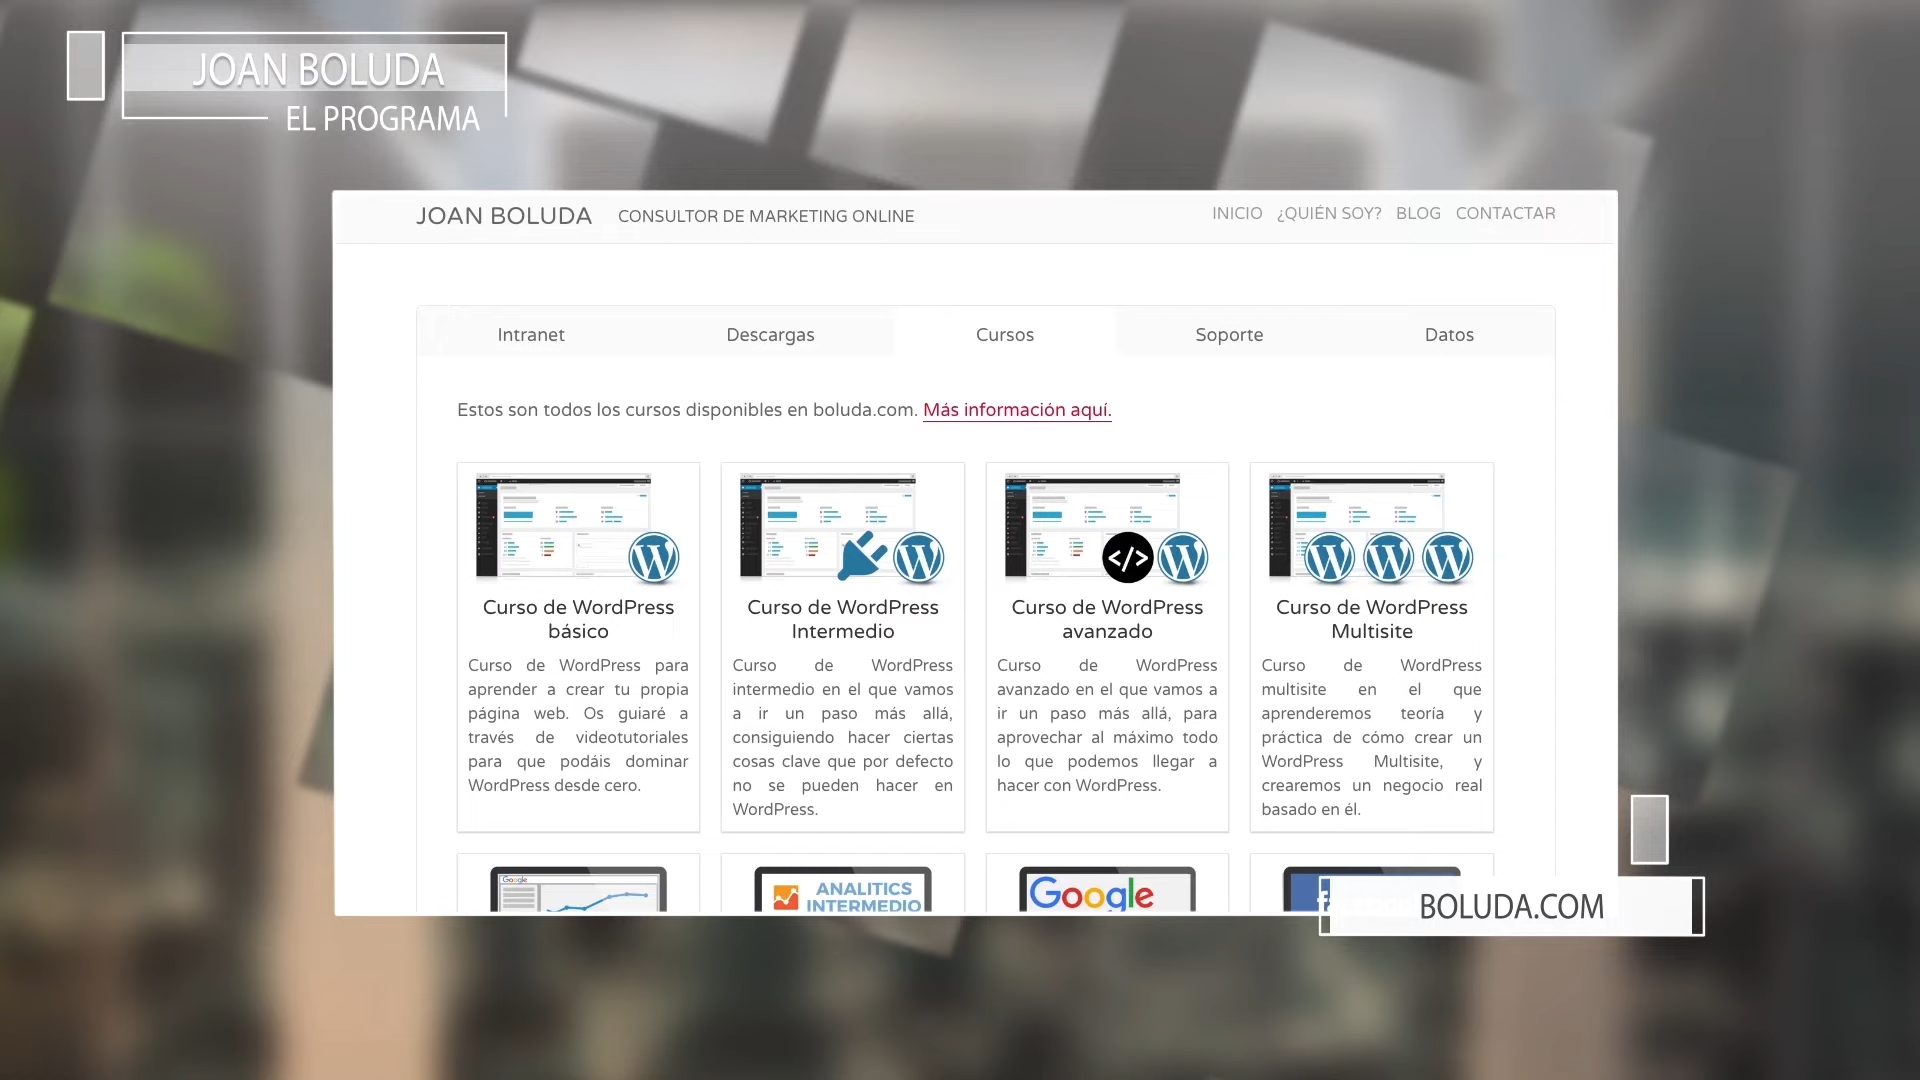 JOAN BOLUDA
EL PROGRAMA
JOAN BOLUDA CONSULTOR DE MARKETING ONLINE INICIO ¿QUIÉN SOY? BLOG CONTACTAR
Intranet Descargas Cursos Soporte Datos
Estos son todos los cursos disponibles en boluda.com. Más información aquí.
Curso de WordPress
básico
Curso de WordPress para
aprender a crear tu propia
página web. Os guiaré a
través de videotutoriales
para que podáis dominar
WordPress desde cero.
Curso de WordPress
Intermedio
Curso de WordPress
intermedio en el que vamos
a ir un paso más allá,
consiguiendo hacer ciertas
cosas clave que por defecto
no se pueden hacer en
WordPress.
Curso de WordPress
avanzado
Curso de WordPress
avanzado en el que vamos a
ir un paso más allá, para
aprovechar al máximo todo
lo que podemos llegar a
hacer con WordPress.
Curso de WordPress
Multisite
Curso de WordPress
multisite en el que
aprenderemos teoría y
práctica de cómo crear un
WordPress Multisite, y
crearemos un negocio real
basado en él.
Google
ANALITICS
INTERMEDIO
Google
BOLUDA.COM